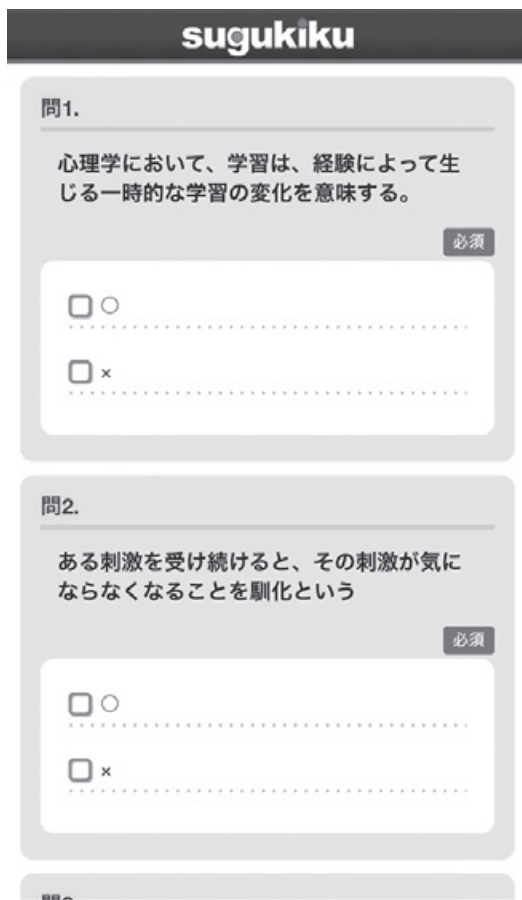 sugukiku
問1.
心理学において、学習は、経験によって生
じる一時的な学習の変化を意味する。
必須
○
×
問2.
ある刺激を受け続けると、その刺激が気に
ならなくなることを馴化という
必須
○
×